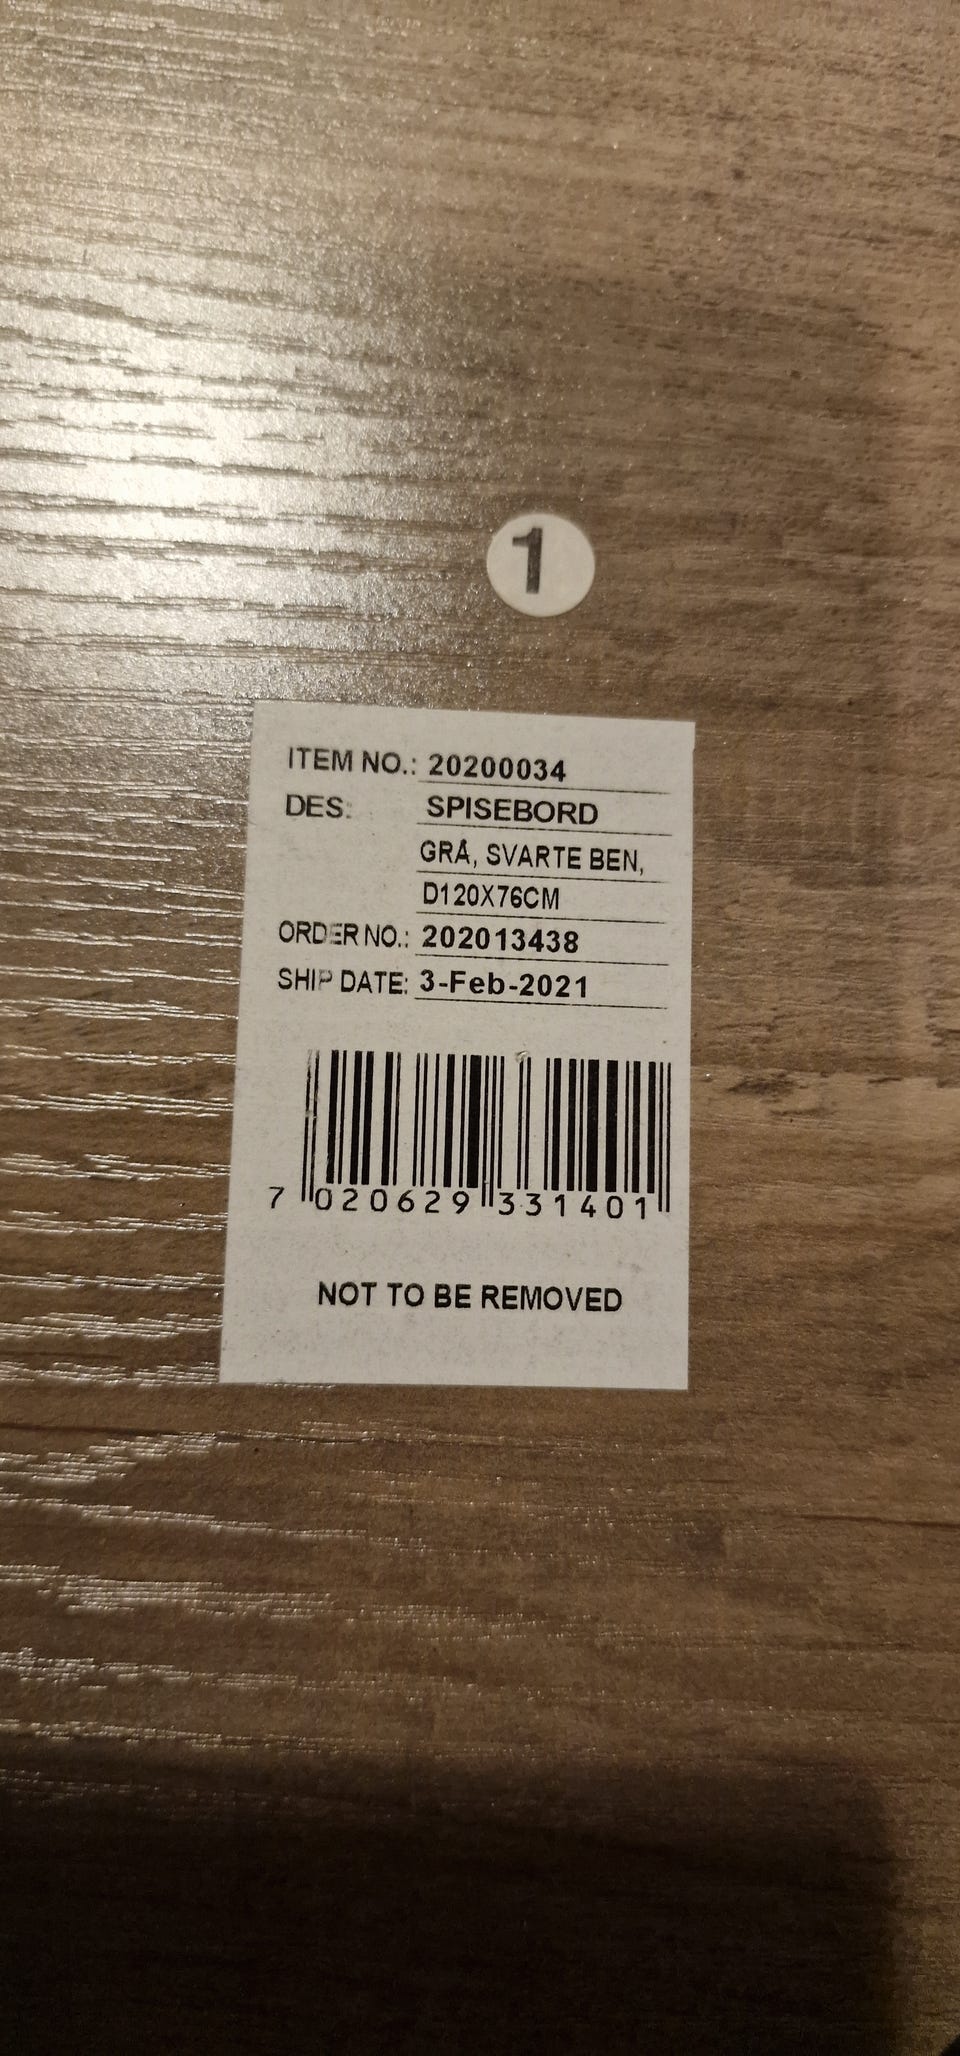 1
ITEM NO.: 20200034
DES: SPISEBORD
GRÅ, SVARTE BEN,
D120X76CM
ORDER NO.: 202013438
SHIP DATE: 3-Feb-2021
7 020629 331401
NOT TO BE REMOVED